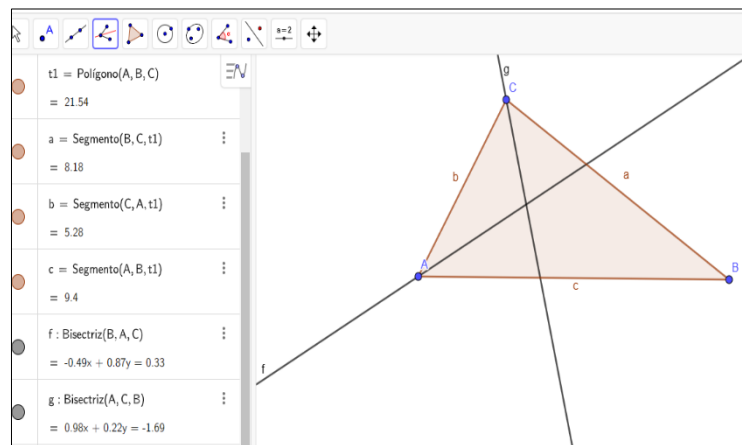 A
a=2
t1 = Polígono(A, B, C)
= 21.54
a = Segmento(B, C, t1)
= 8.18
b = Segmento(C, A, t1)
= 5.28
c = Segmento(A, B, t1)
= 9.4
f : Bisectriz(B, A, C)
= -0.49x + 0.87y = 0.33
g : Bisectriz(A, C, B)
= 0.98x + 0.22y = -1.69
g
C
b
a
A
B
c
f